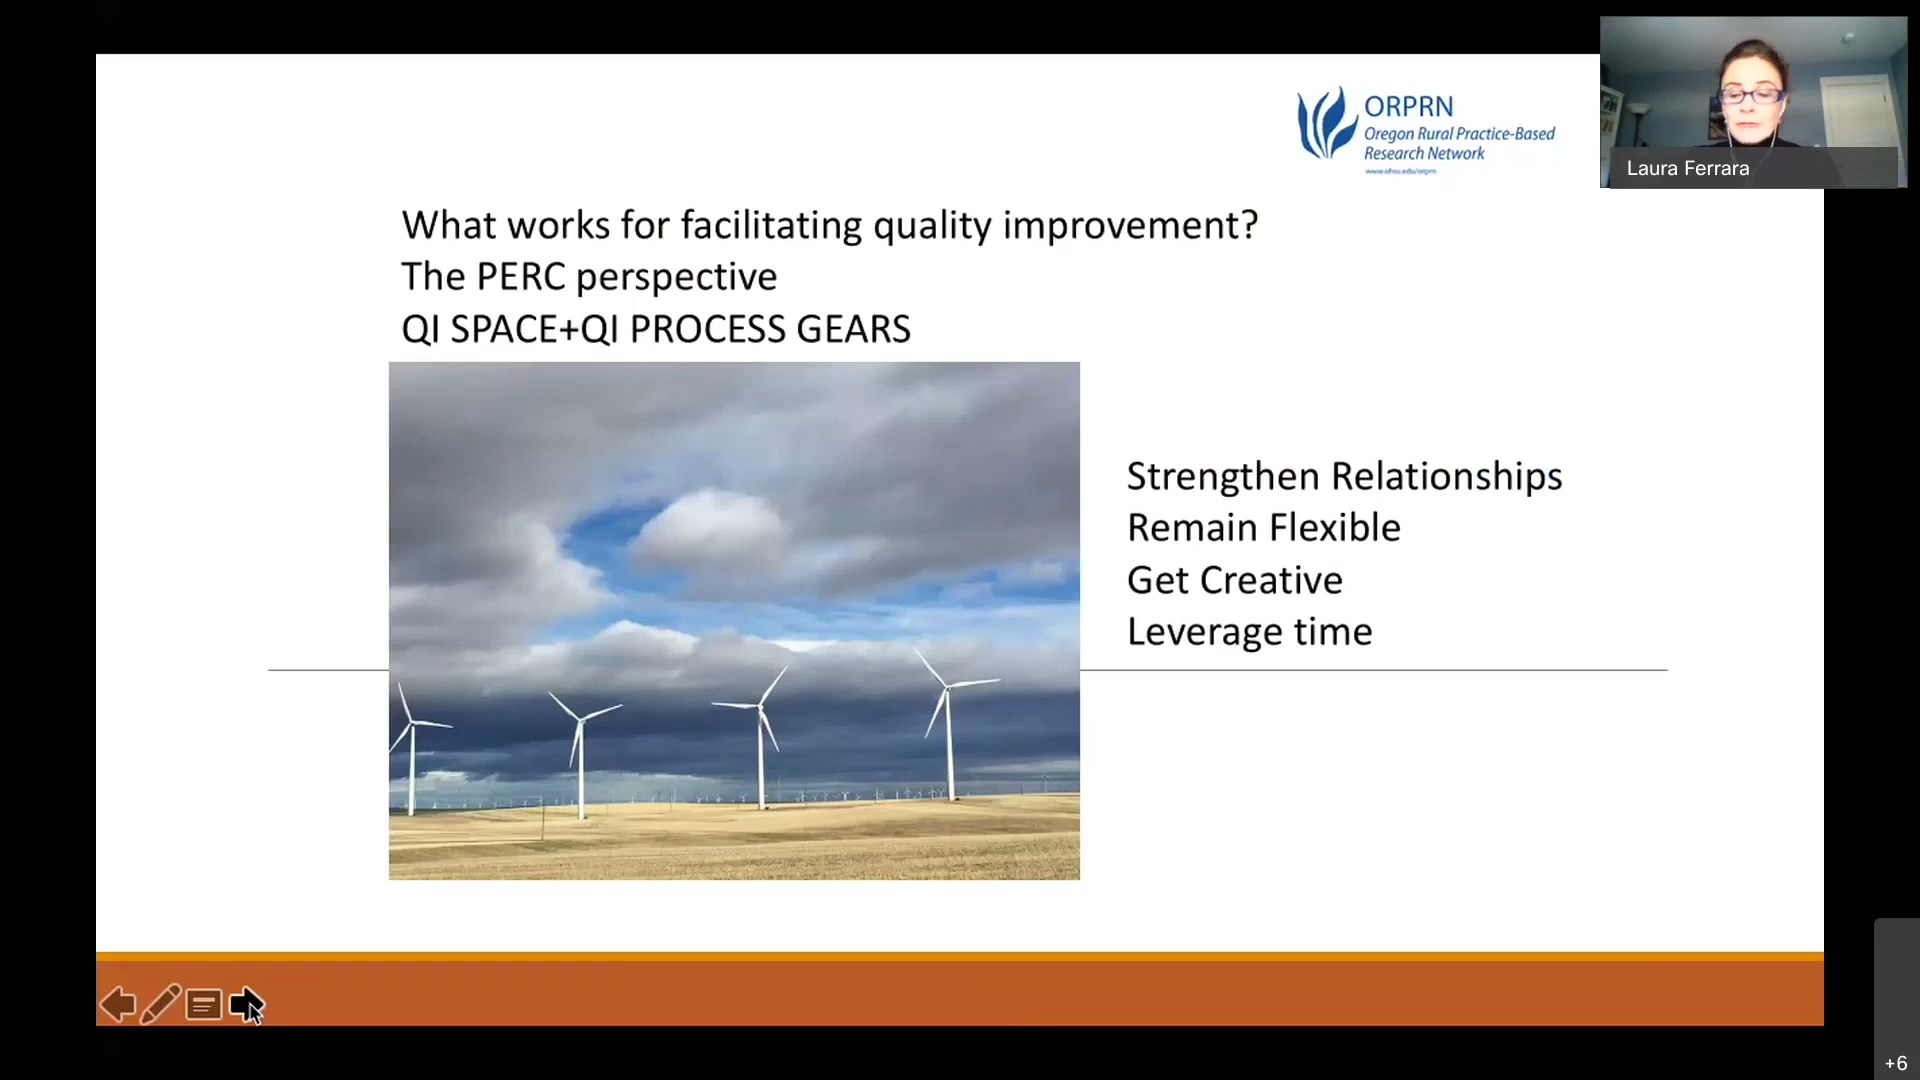 ORPRN
Oregon Rural Practice-Based
Research Network
www.ohsu.edu/orprn
Laura Ferrara
What works for facilitating quality improvement?
The PERC perspective
QI SPACE+QI PROCESS GEARS
Strengthen Relationships
Remain Flexible
Get Creative
Leverage time
+6